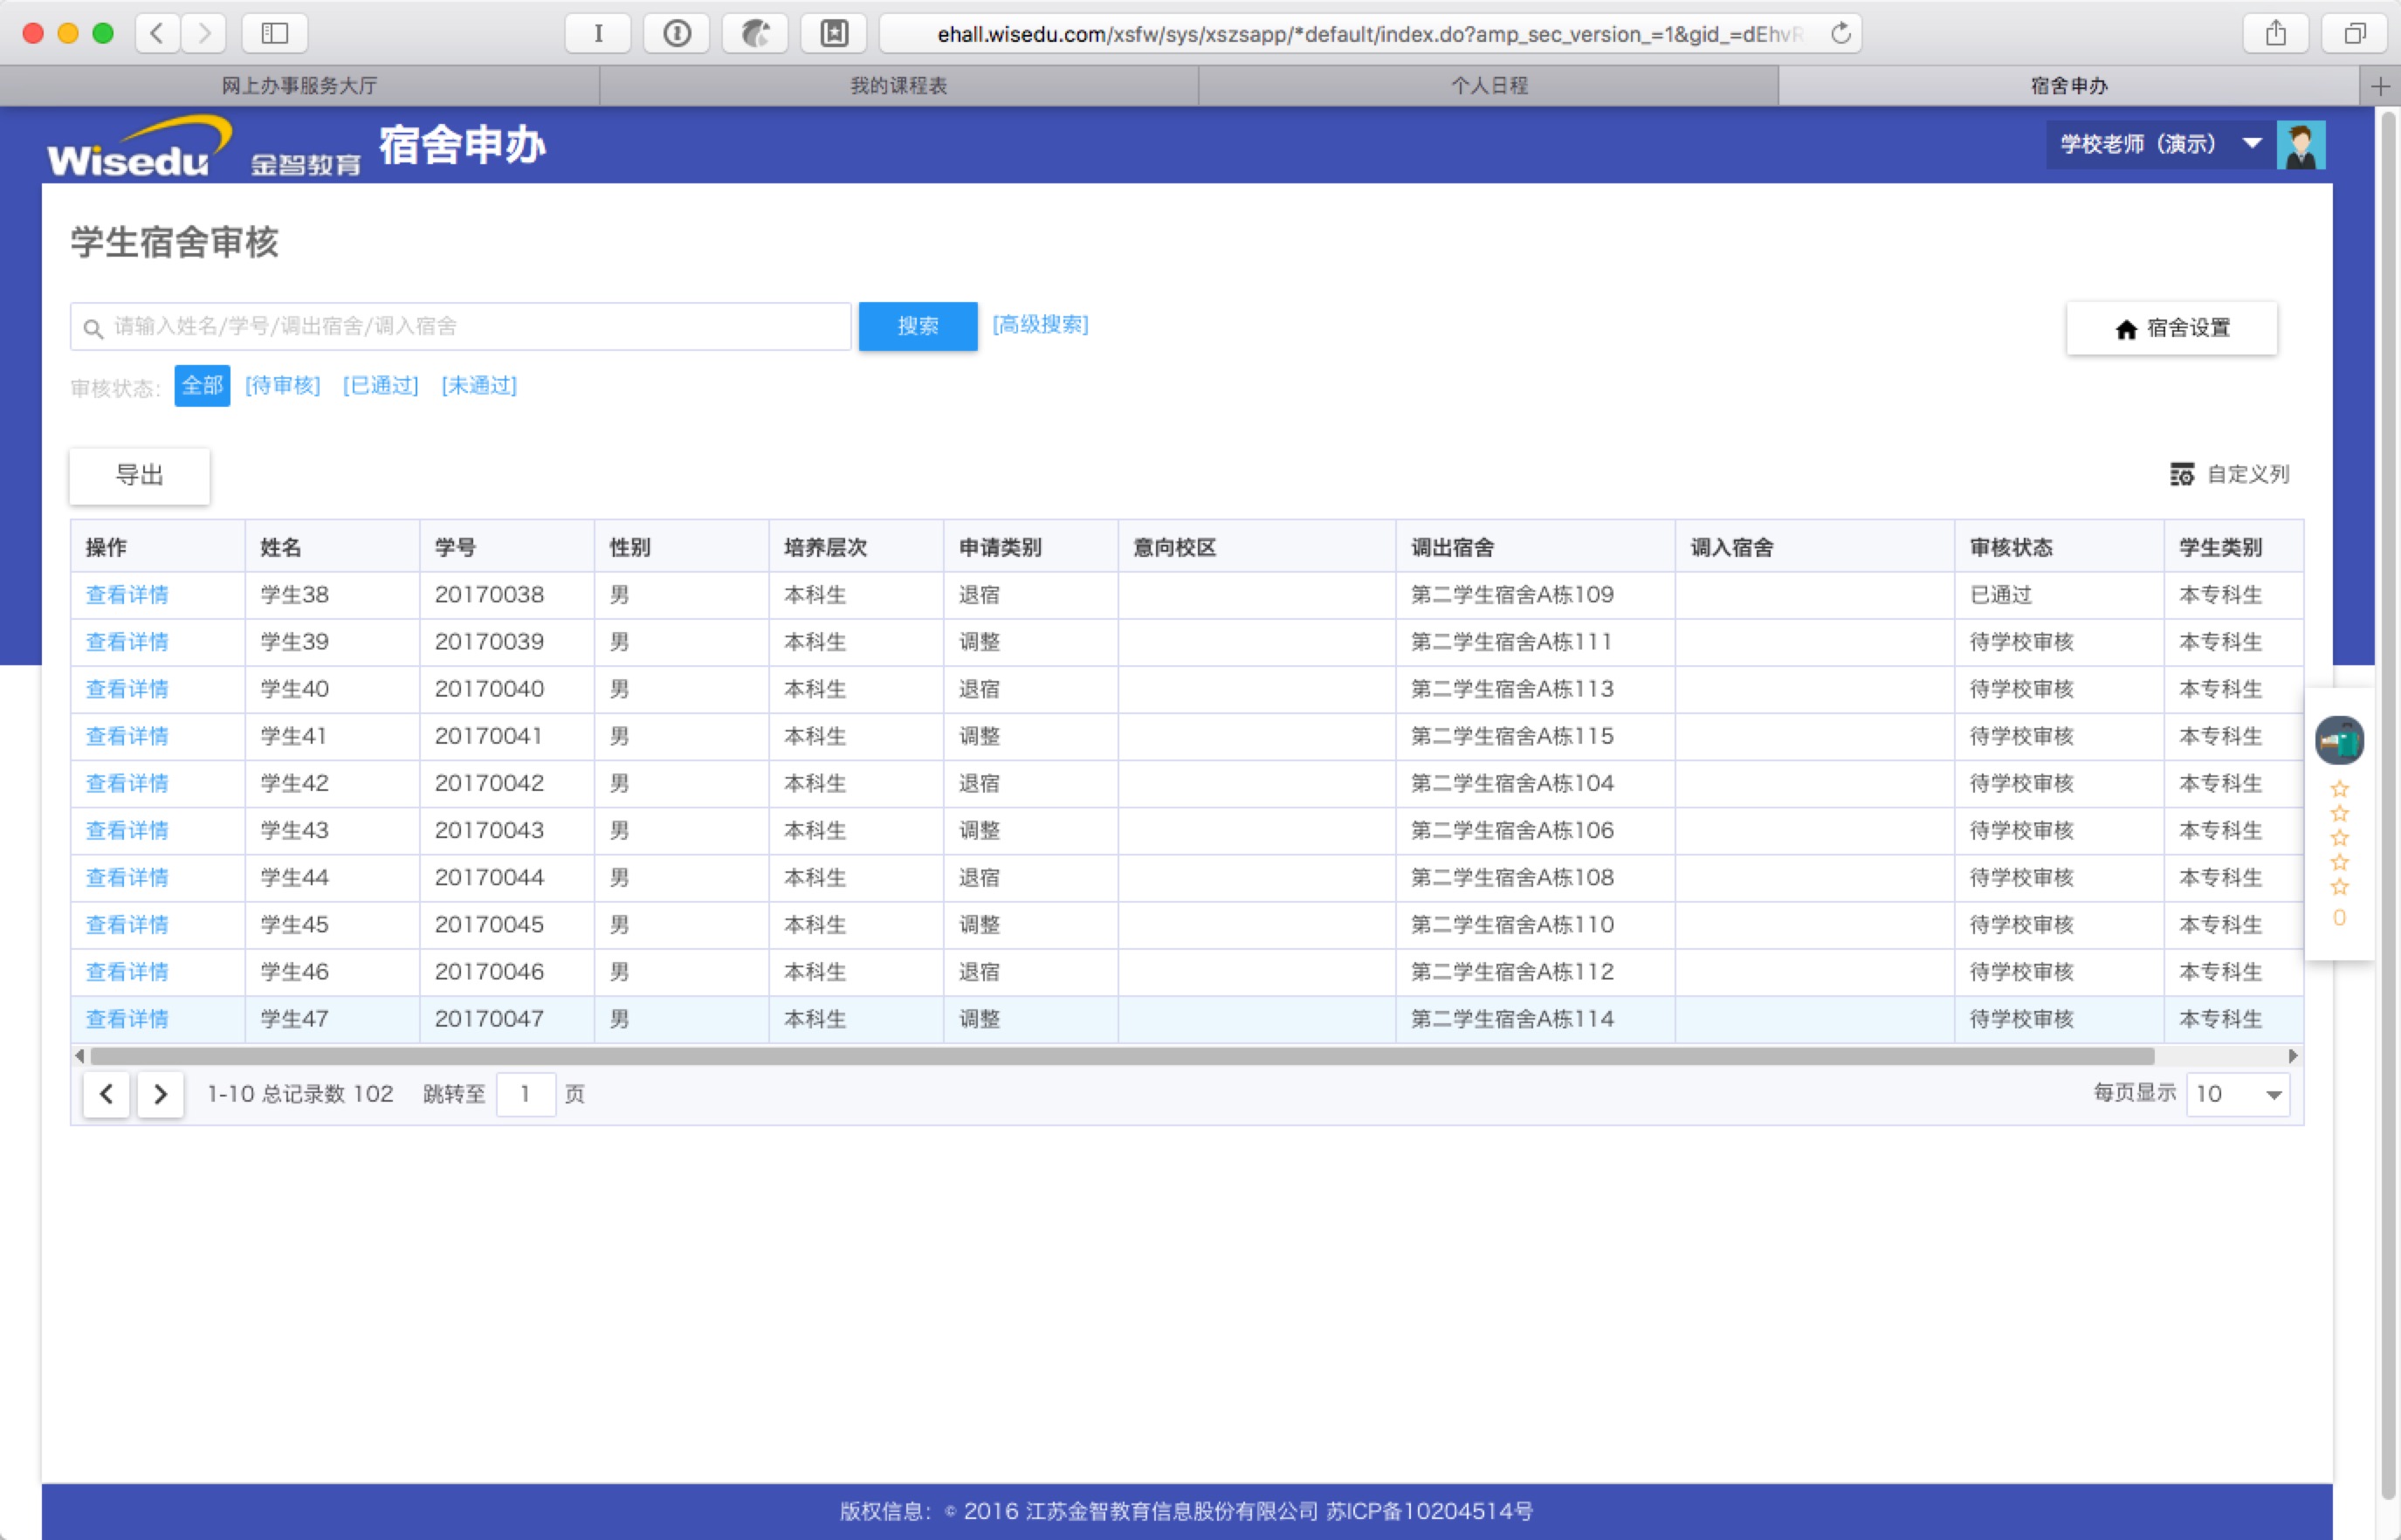 ehall.wisedu.com/xsfw/sys/xszsapp/*default/index.do?amp_sec_version_=1&gid_=dEhvR
网上办事服务大厅 我的课程表 个人日程 宿舍申办
Wisedu 金智教育 宿舍申办 学校老师（演示）
学生宿舍审核
请输入姓名/学号/调出宿舍/调入宿舍 搜索 [高级搜索] 宿舍设置
审核状态: 全部 [待审核] [已通过] [未通过]
导出 自定义列
操作 姓名 学号 性别 培养层次 申请类别 意向校区 调出宿舍 调入宿舍 审核状态 学生类别
查看详情 学生38 20170038 男 本科生 退宿 第二学生宿舍A栋109 已通过 本专科生
查看详情 学生39 20170039 男 本科生 调整 第二学生宿舍A栋111 待学校审核 本专科生
查看详情 学生40 20170040 男 本科生 退宿 第二学生宿舍A栋113 待学校审核 本专科生
查看详情 学生41 20170041 男 本科生 调整 第二学生宿舍A栋115 待学校审核 本专科生
查看详情 学生42 20170042 男 本科生 退宿 第二学生宿舍A栋104 待学校审核 本专科生
查看详情 学生43 20170043 男 本科生 调整 第二学生宿舍A栋106 待学校审核 本专科生
查看详情 学生44 20170044 男 本科生 退宿 第二学生宿舍A栋108 待学校审核 本专科生
查看详情 学生45 20170045 男 本科生 调整 第二学生宿舍A栋110 待学校审核 本专科生
查看详情 学生46 20170046 男 本科生 退宿 第二学生宿舍A栋112 待学校审核 本专科生
查看详情 学生47 20170047 男 本科生 调整 第二学生宿舍A栋114 待学校审核 本专科生
0
1-10 总记录数 102 跳转至 1 页 每页显示 10
版权信息：© 2016 江苏金智教育信息股份有限公司 苏ICP备10204514号